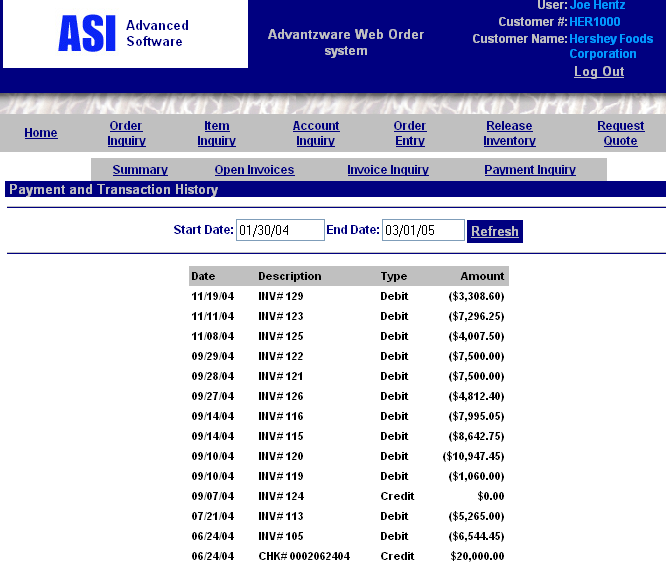 ASI Advanced Software
Advantzware Web Order system
User: Joe Hentz
Customer #: HER1000
Customer Name: Hershey Foods Corporation
Log Out
Home Order Inquiry Item Inquiry Account Inquiry Order Entry Release Inventory Request Quote
Summary Open Invoices Invoice Inquiry Payment Inquiry
Payment and Transaction History
Start Date: 01/30/04 End Date: 03/01/05 Refresh
Date Description Type Amount
11/19/04 INV# 129 Debit ($3,308.60)
11/11/04 INV# 123 Debit ($7,296.25)
11/08/04 INV# 125 Debit ($4,007.50)
09/29/04 INV# 122 Debit ($7,500.00)
09/28/04 INV# 121 Debit ($7,500.00)
09/27/04 INV# 126 Debit ($4,812.40)
09/14/04 INV# 116 Debit ($7,995.05)
09/14/04 INV# 115 Debit ($8,642.75)
09/10/04 INV# 120 Debit ($10,947.45)
09/10/04 INV# 119 Debit ($1,060.00)
09/07/04 INV# 124 Credit $0.00
07/21/04 INV# 113 Debit ($5,265.00)
06/24/04 INV# 105 Debit ($6,544.45)
06/24/04 CHK# 0002062404 Credit $20,000.00